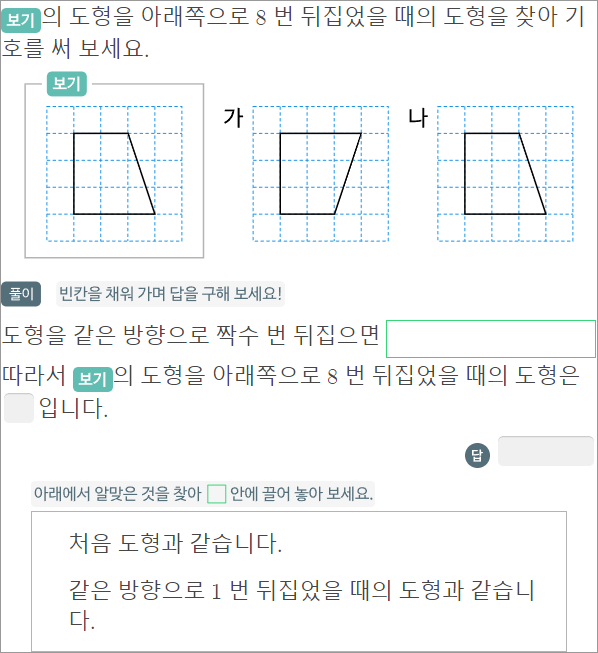 보기의 도형을 아래쪽으로 8 번 뒤집었을 때의 도형을 찾아 기
호를 써 보세요.
보기
가
나
풀이 빈칸을 채워 가며 답을 구해 보세요!
도형을 같은 방향으로 짝수 번 뒤집으면
따라서 보기의 도형을 아래쪽으로 8 번 뒤집었을 때의 도형은
입니다.
답
아래에서 알맞은 것을 찾아 안에 끌어 놓아 보세요.
처음 도형과 같습니다.
같은 방향으로 1 번 뒤집었을 때의 도형과 같습니
다.